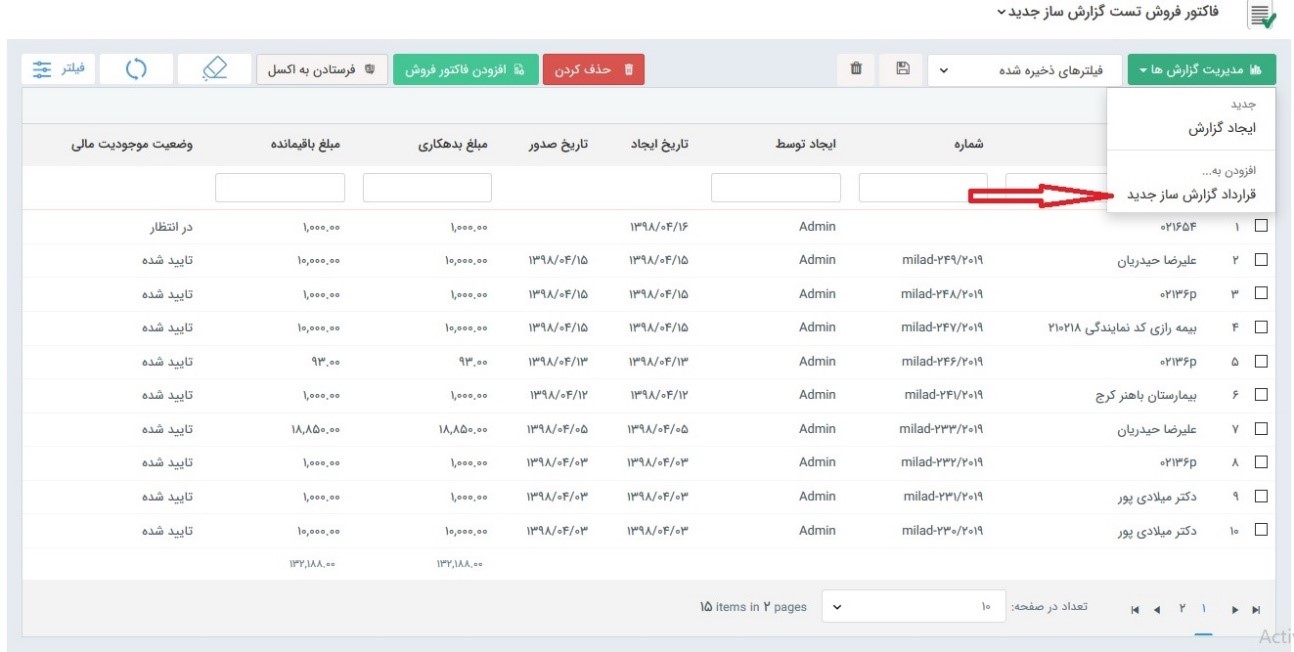 فاکتور فروش تست گزارش ساز جدید
مدیریت گزارش ها فیلترهای ذخیره شده حذف کردن افزودن فاکتور فروش فرستادن به اکسل فیلتر
جدید
ایجاد گزارش
افزودن به...
قرارداد گزارش ساز جدید
شماره ایجاد توسط تاریخ ایجاد تاریخ صدور مبلغ بدهکاری مبلغ باقیمانده وضعیت موجودیت مالی
۱ ۰۲۱۶۵۴ Admin ۱۳۹۸/۰۴/۱۶ ۱,۰۰۰.۰۰ ۱,۰۰۰.۰۰ در انتظار
۲ علیرضا حیدریان milad-۲۴۹/۲۰۱۹ Admin ۱۳۹۸/۰۴/۱۵ ۱۳۹۸/۰۴/۱۵ ۱۰,۰۰۰.۰۰ ۱۰,۰۰۰.۰۰ تایید شده
۳ ۰۲۱۳۶p milad-۲۴۸/۲۰۱۹ Admin ۱۳۹۸/۰۴/۱۵ ۱۳۹۸/۰۴/۱۵ ۱,۰۰۰.۰۰ ۱,۰۰۰.۰۰ تایید شده
۴ بیمه رازی کد نمایندگی ۲۱۰۲۱۸ milad-۲۴۷/۲۰۱۹ Admin ۱۳۹۸/۰۴/۱۵ ۱۳۹۸/۰۴/۱۵ ۱۰,۰۰۰.۰۰ ۱۰,۰۰۰.۰۰ تایید شده
۵ ۰۲۱۳۶p milad-۲۴۶/۲۰۱۹ Admin ۱۳۹۸/۰۴/۱۳ ۱۳۹۸/۰۴/۱۳ ۹۳.۰۰ ۹۳.۰۰ تایید شده
۶ بیمارستان باهنر کرج milad-۲۴۱/۲۰۱۹ Admin ۱۳۹۸/۰۴/۱۲ ۱۳۹۸/۰۴/۱۲ ۱,۰۰۰.۰۰ ۱,۰۰۰.۰۰ تایید شده
۷ علیرضا حیدریان milad-۲۳۳/۲۰۱۹ Admin ۱۳۹۸/۰۴/۰۵ ۱۳۹۸/۰۴/۰۵ ۱۸,۸۵۰.۰۰ ۱۸,۸۵۰.۰۰ تایید شده
۸ ۰۲۱۳۶p milad-۲۳۲/۲۰۱۹ Admin ۱۳۹۸/۰۴/۰۳ ۱۳۹۸/۰۴/۰۳ ۱,۰۰۰.۰۰ ۱,۰۰۰.۰۰ تایید شده
۹ دکتر میلادی پور milad-۲۳۱/۲۰۱۹ Admin ۱۳۹۸/۰۴/۰۳ ۱۳۹۸/۰۴/۰۳ ۱,۰۰۰.۰۰ ۱,۰۰۰.۰۰ تایید شده
۱۰ دکتر میلادی پور milad-۲۳۰/۲۰۱۹ Admin ۱۳۹۸/۰۴/۰۳ ۱۳۹۸/۰۴/۰۳ ۱۰,۰۰۰.۰۰ ۱۰,۰۰۰.۰۰ تایید شده
۱۳۲,۱۸۸.۰۰ ۱۳۲,۱۸۸.۰۰
۱ ۲ تعداد در صفحه: ۱۰ ۱۵ items in ۲ pages
Acti